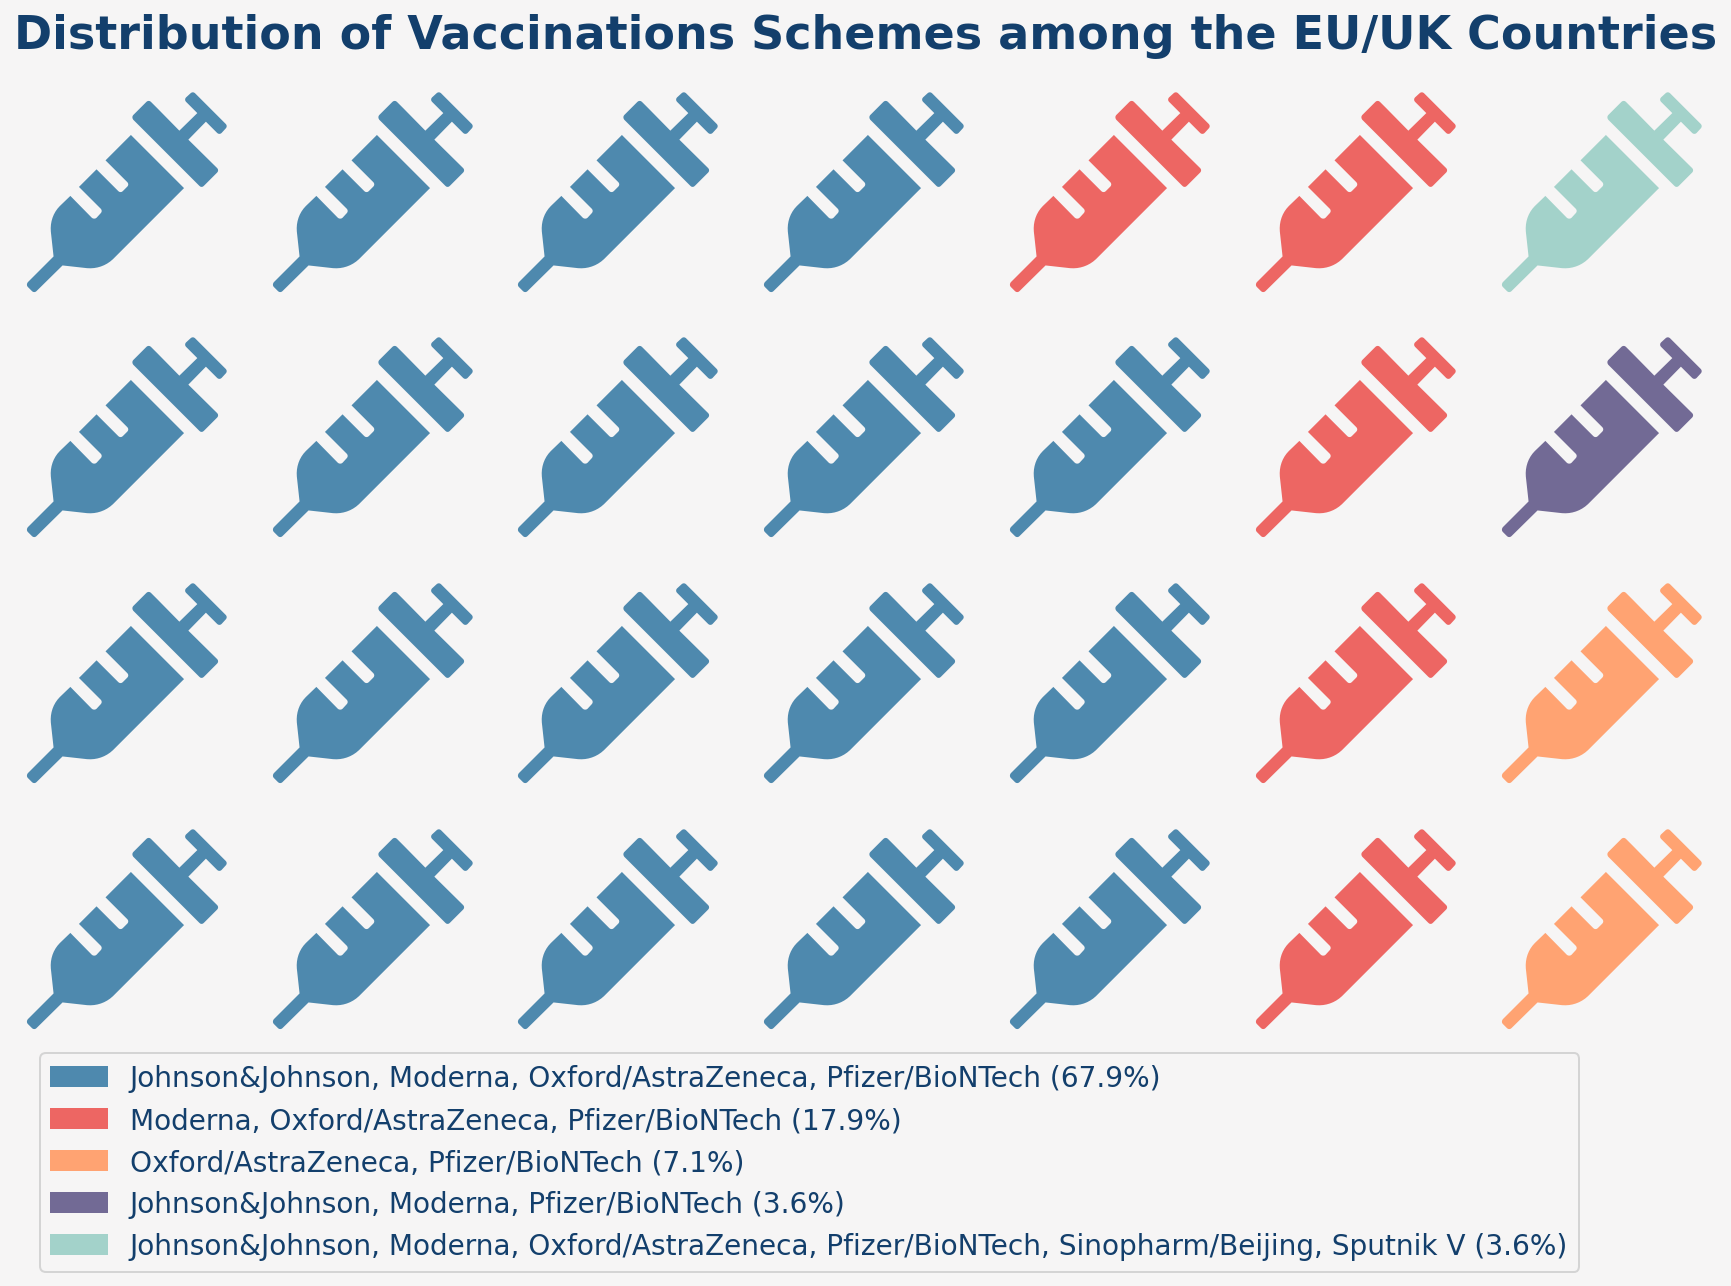 Distribution of Vaccinations Schemes among the EU/UK Countries
Johnson&Johnson, Moderna, Oxford/AstraZeneca, Pfizer/BioNTech (67.9%)
Moderna, Oxford/AstraZeneca, Pfizer/BioNTech (17.9%)
Oxford/AstraZeneca, Pfizer/BioNTech (7.1%)
Johnson&Johnson, Moderna, Pfizer/BioNTech (3.6%)
Johnson&Johnson, Moderna, Oxford/AstraZeneca, Pfizer/BioNTech, Sinopharm/Beijing, Sputnik V (3.6%)